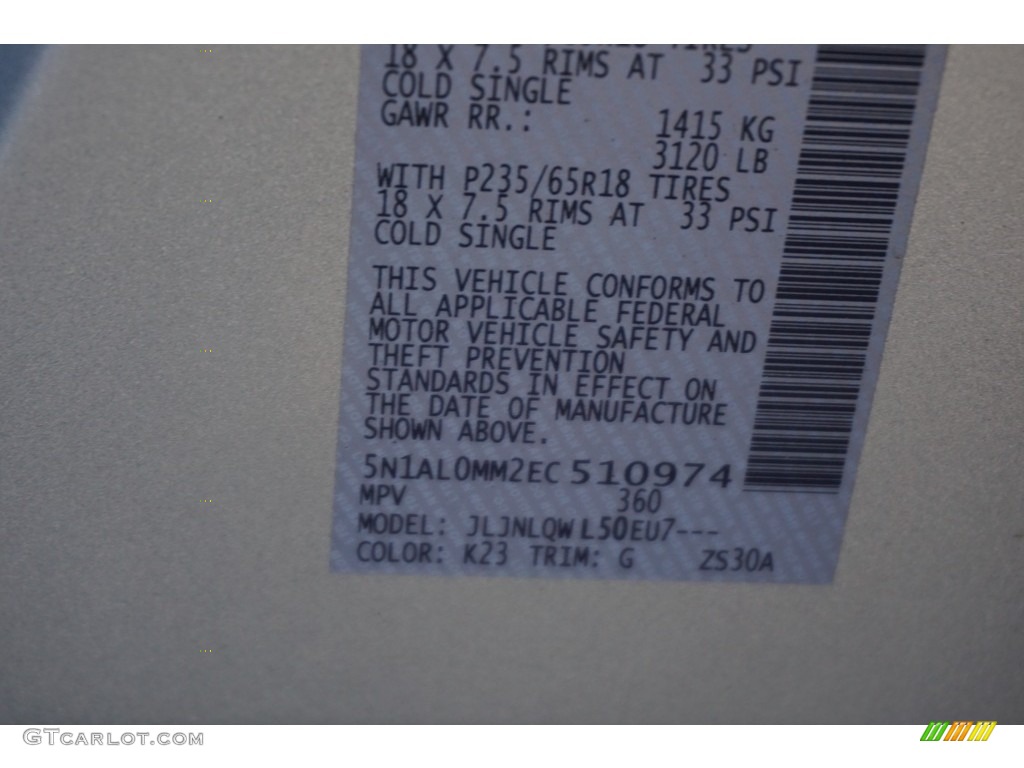 TIRES
18 X 7.5 RIMS AT 33 PSI
COLD SINGLE
GAWR RR.: 1415 KG
3120 LB
WITH P235/65R18 TIRES
18 X 7.5 RIMS AT 33 PSI
COLD SINGLE
THIS VEHICLE CONFORMS TO
ALL APPLICABLE FEDERAL
MOTOR VEHICLE SAFETY AND
THEFT PREVENTION
STANDARDS IN EFFECT ON
THE DATE OF MANUFACTURE
SHOWN ABOVE.
5N1AL0MM2EC510974
MPV 360
MODEL: JLJNLQWL50EU7---
COLOR: K23 TRIM: G ZS30A
GTCARLOT.COM